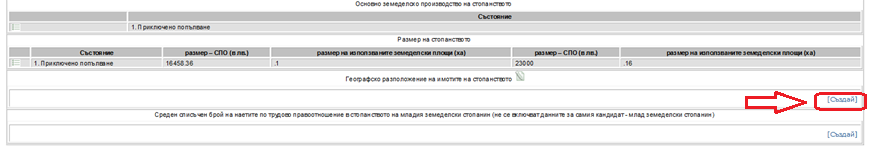 Основно земеделско производство на стопанството
Състояние
1. Приключено попълване
Размер на стопанството
Състояние размер – СПО (в лв.) размер на използваните земеделски площи (ха) размер – СПО (в лв.) размер на използваните земеделски площи (ха)
1. Приключено попълване 16458.36 .1 23000 .16
Географско разположение на имотите на стопанството
[Създай]
Среден списъчен брой на наетите по трудово правоотношение в стопанството на младия земеделски стопанин (не се включват данните за самия кандидат - млад земеделски стопанин)
[Създай]